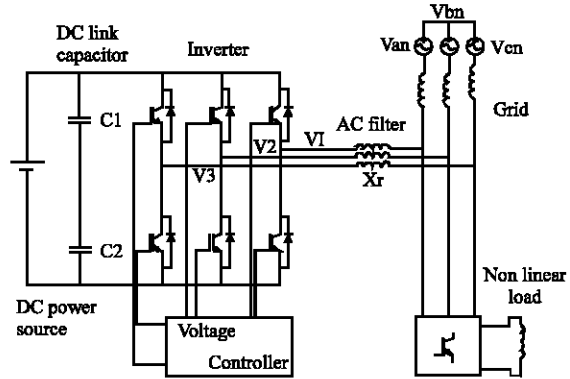 Vbn
DC link
capacitor
Inverter
Van
Vcn
C1
AC filter
Grid
V2
VI
V3
Xr
C2
Non linear
load
DC power
source
Voltage
Controller